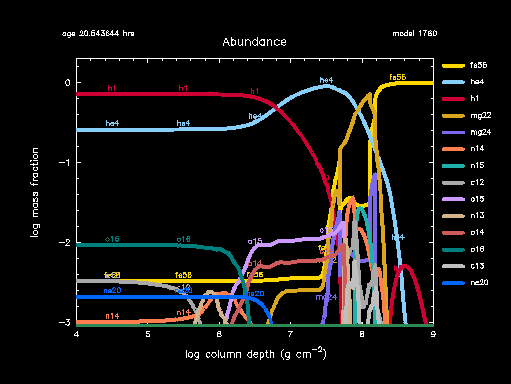 age 20.643644 hrs
model 1760
Abundance
log mass fraction
0
-1
-2
-3
4 5 6 7 8 9
log column depth (g cm⁻²)
h1 h1
he4 he4 he4 he4 he4
fe56
o16 o16
o15
fe56 fe56 fe56
ne20 ne20 ne20
n14 n14
mg24
fe56
he4
h1
mg22
mg24
n14
n15
c12
o15
n13
o14
o16
c13
ne20